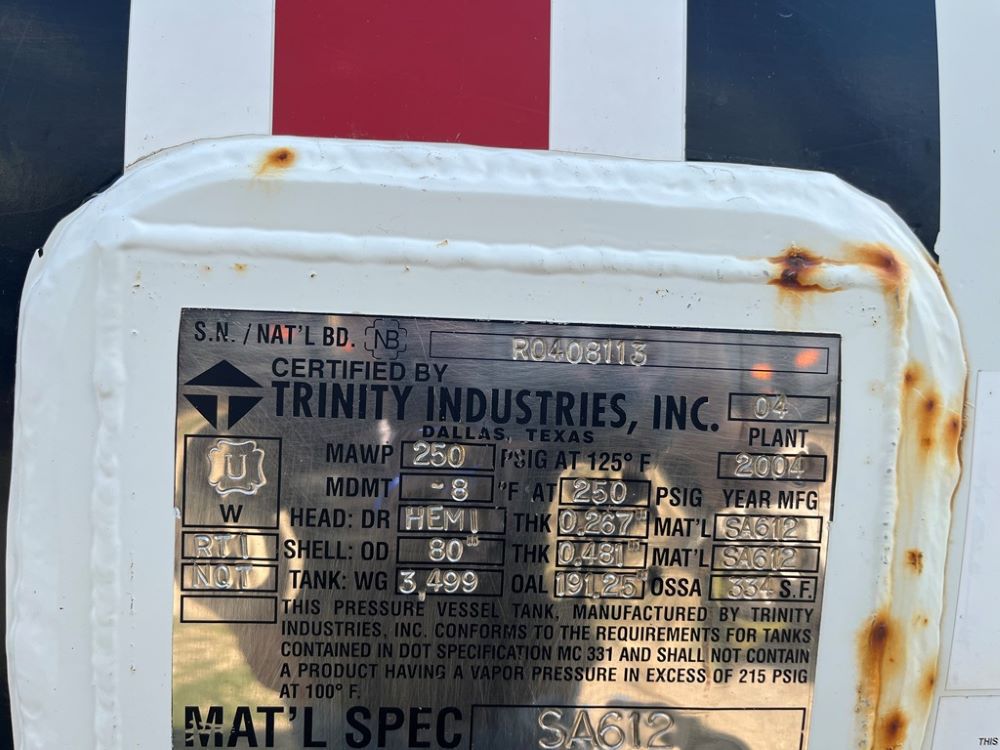 S.N. / NAT'L BD. NB R0408113
CERTIFIED BY
TRINITY INDUSTRIES, INC. 04
DALLAS, TEXAS PLANT
MAWP 250 PSIG AT 125° F 2004
MDMT -8 °F AT 250 PSIG YEAR MFG
U
W
HEAD: DR HEMI THK 0.267" MAT'L SA612
RT1 SHELL: OD 80" THK 0.481" MAT'L SA612
NQT TANK: WG 3,499 OAL 191.25" OSSA 334 S.F.
THIS PRESSURE VESSEL TANK, MANUFACTURED BY TRINITY
INDUSTRIES, INC. CONFORMS TO THE REQUIREMENTS FOR TANKS
CONTAINED IN DOT SPECIFICATION MC 331 AND SHALL NOT CONTAIN
A PRODUCT HAVING A VAPOR PRESSURE IN EXCESS OF 215 PSIG
AT 100° F.
MAT'L SPEC SA612
THIS